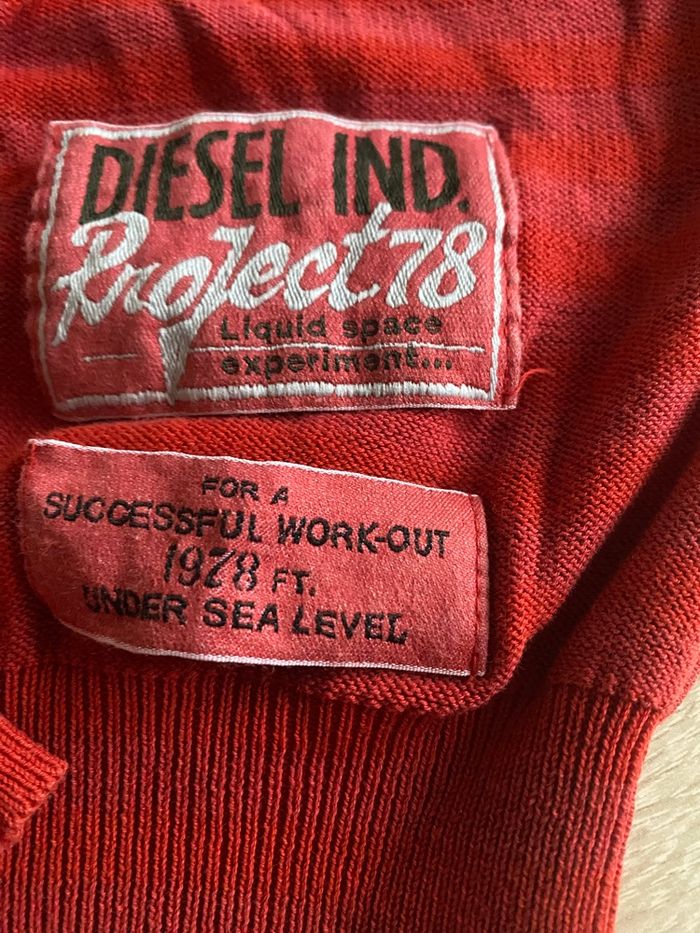 DIESEL IND.
Project 78
Liquid space
experiment...
FOR A
SUCCESSFUL WORK-OUT
1978 FT.
UNDER SEA LEVEL